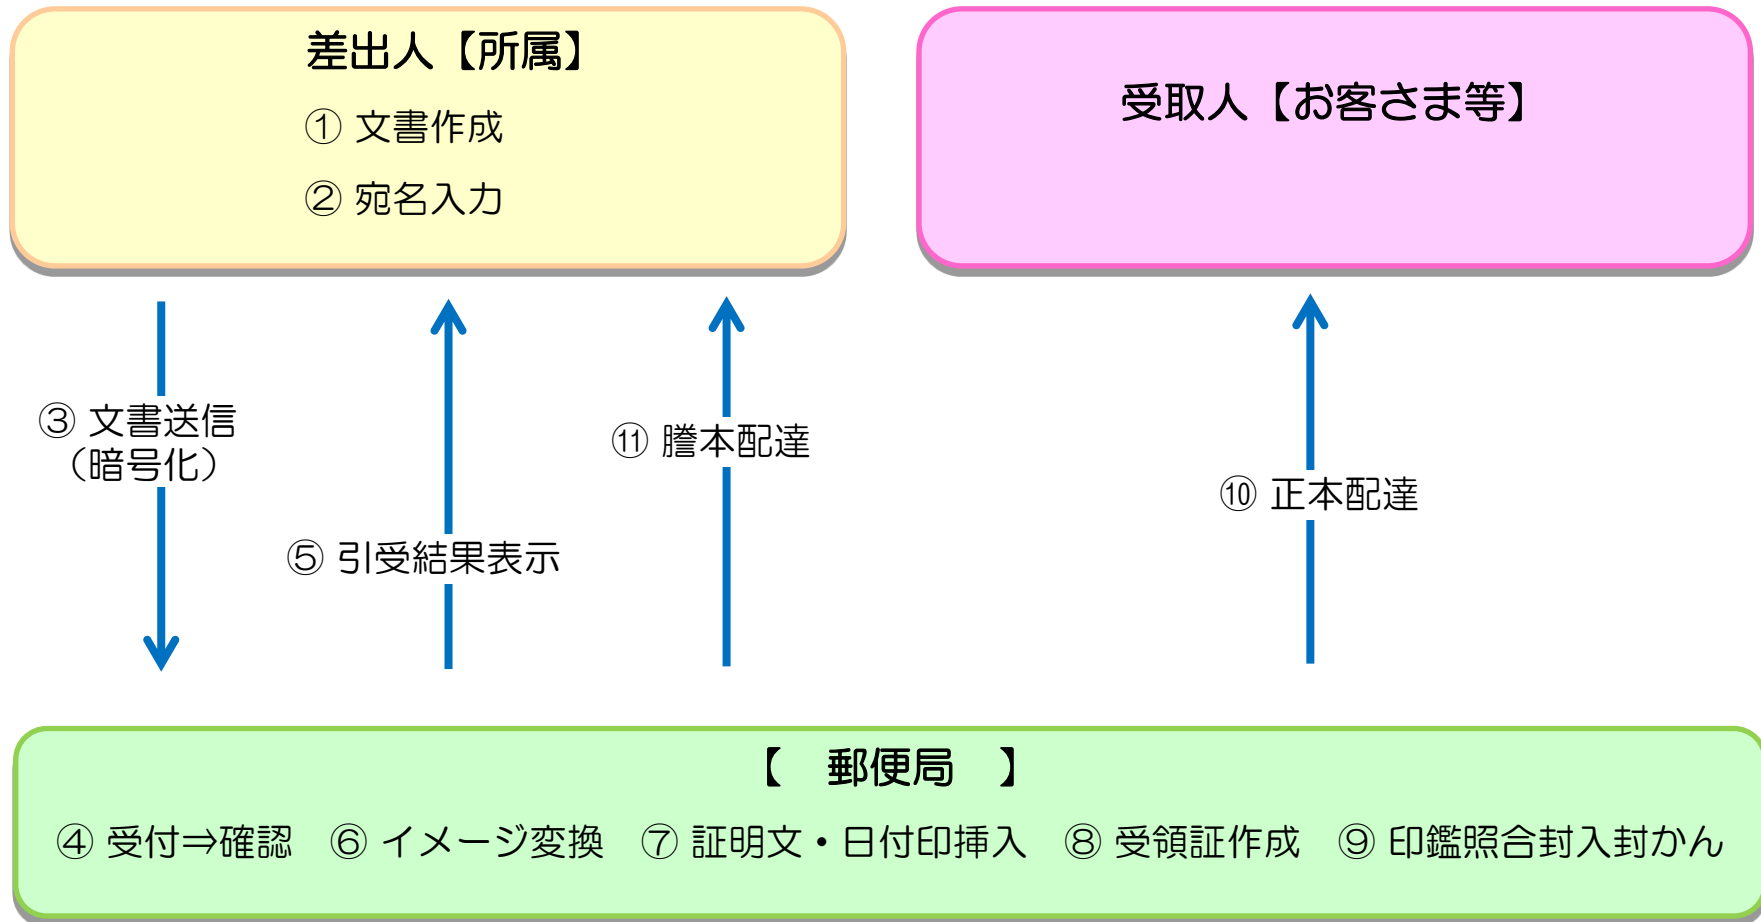 差出人【所属】
① 文書作成
② 宛名入力
受取人【お客さま等】
③ 文書送信
（暗号化）
⑤ 引受結果表示
⑪ 謄本配達
⑩ 正本配達
【　郵便局　】
④ 受付⇒確認　⑥ イメージ変換　⑦ 証明文・日付印挿入　⑧ 受領証作成　⑨ 印鑑照合封入封かん